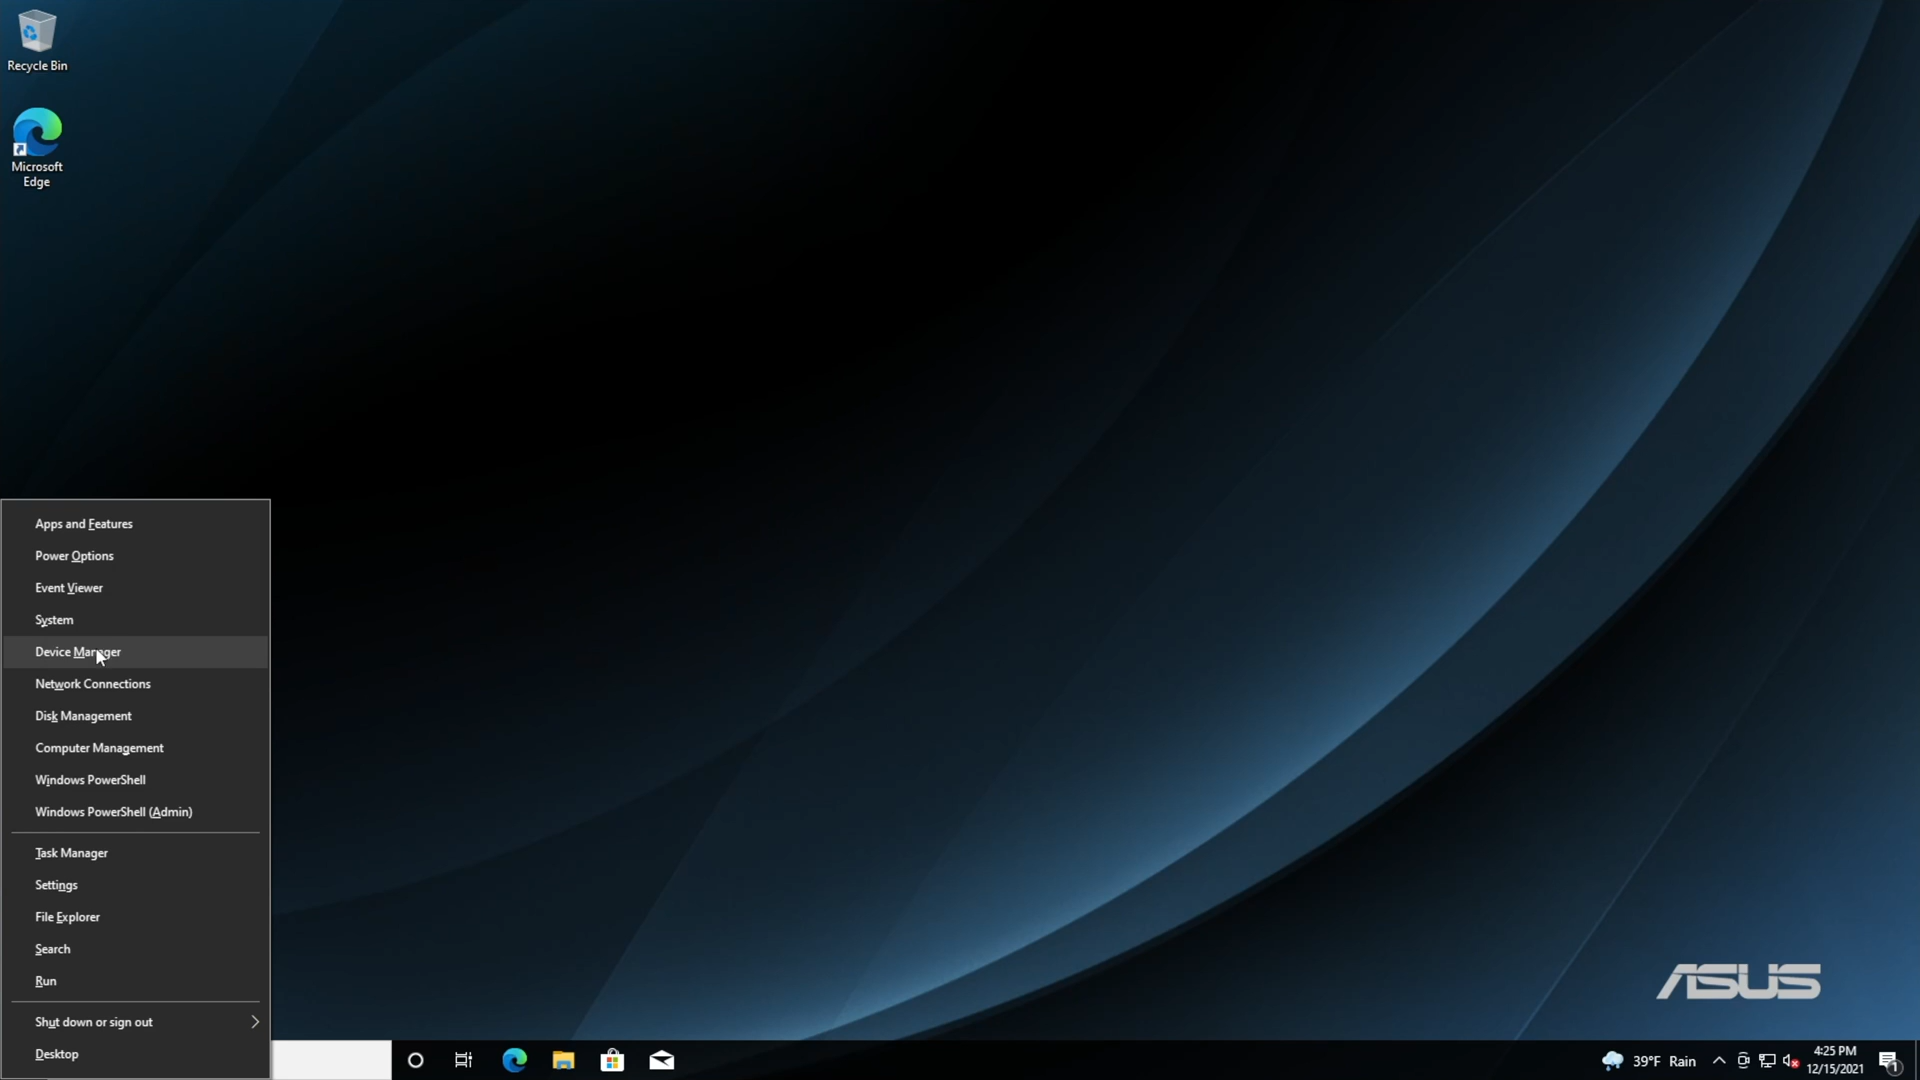 Recycle Bin
Microsoft
Edge
Apps and Features
Power Options
Event Viewer
System
Device Manager
Network Connections
Disk Management
Computer Management
Windows PowerShell
Windows PowerShell (Admin)
Task Manager
Settings
File Explorer
Search
Run
Shut down or sign out
Desktop
ASUS
39°F Rain
4:25 PM
12/15/2021
1